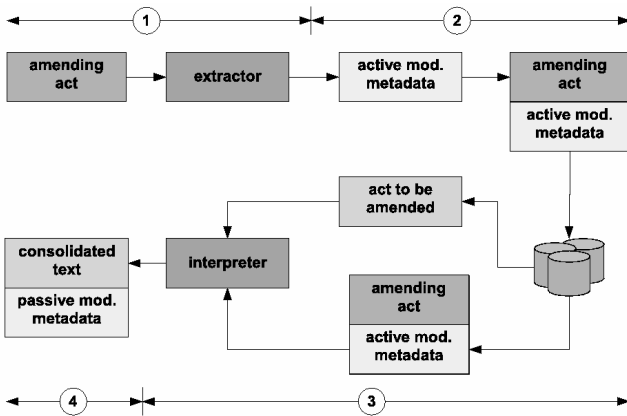 1
2
amending
act
extractor
active mod.
metadata
amending
act
active mod.
metadata
act to be
amended
consolidated
text
passive mod.
metadata
interpreter
amending
act
active mod.
metadata
4
3